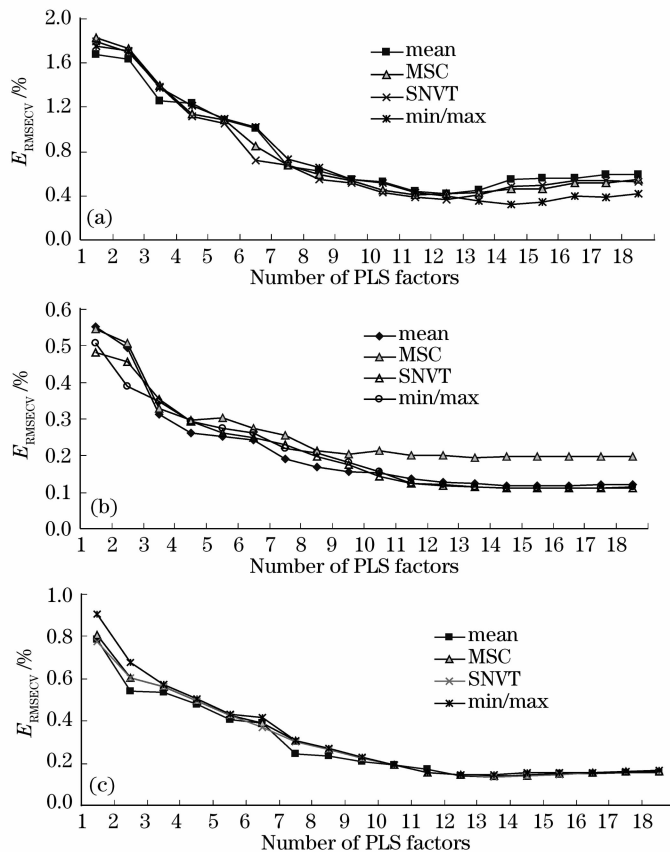 2.0
1.6
1.2
0.8
0.4
0.0
E_RMSECV /%
mean
MSC
SNVT
min/max
(a)
1 2 3 4 5 6 7 8 9 10 11 12 13 14 15 16 17 18
Number of PLS factors
0.6
0.5
0.4
0.3
0.2
0.1
0.0
E_RMSECV /%
mean
MSC
SNVT
min/max
(b)
1 2 3 4 5 6 7 8 9 10 11 12 13 14 15 16 17 18
Number of PLS factors
1.0
0.8
0.6
0.4
0.2
0.0
E_RMSECV /%
mean
MSC
SNVT
min/max
(c)
1 2 3 4 5 6 7 8 9 10 11 12 13 14 15 16 17 18
Number of PLS factors